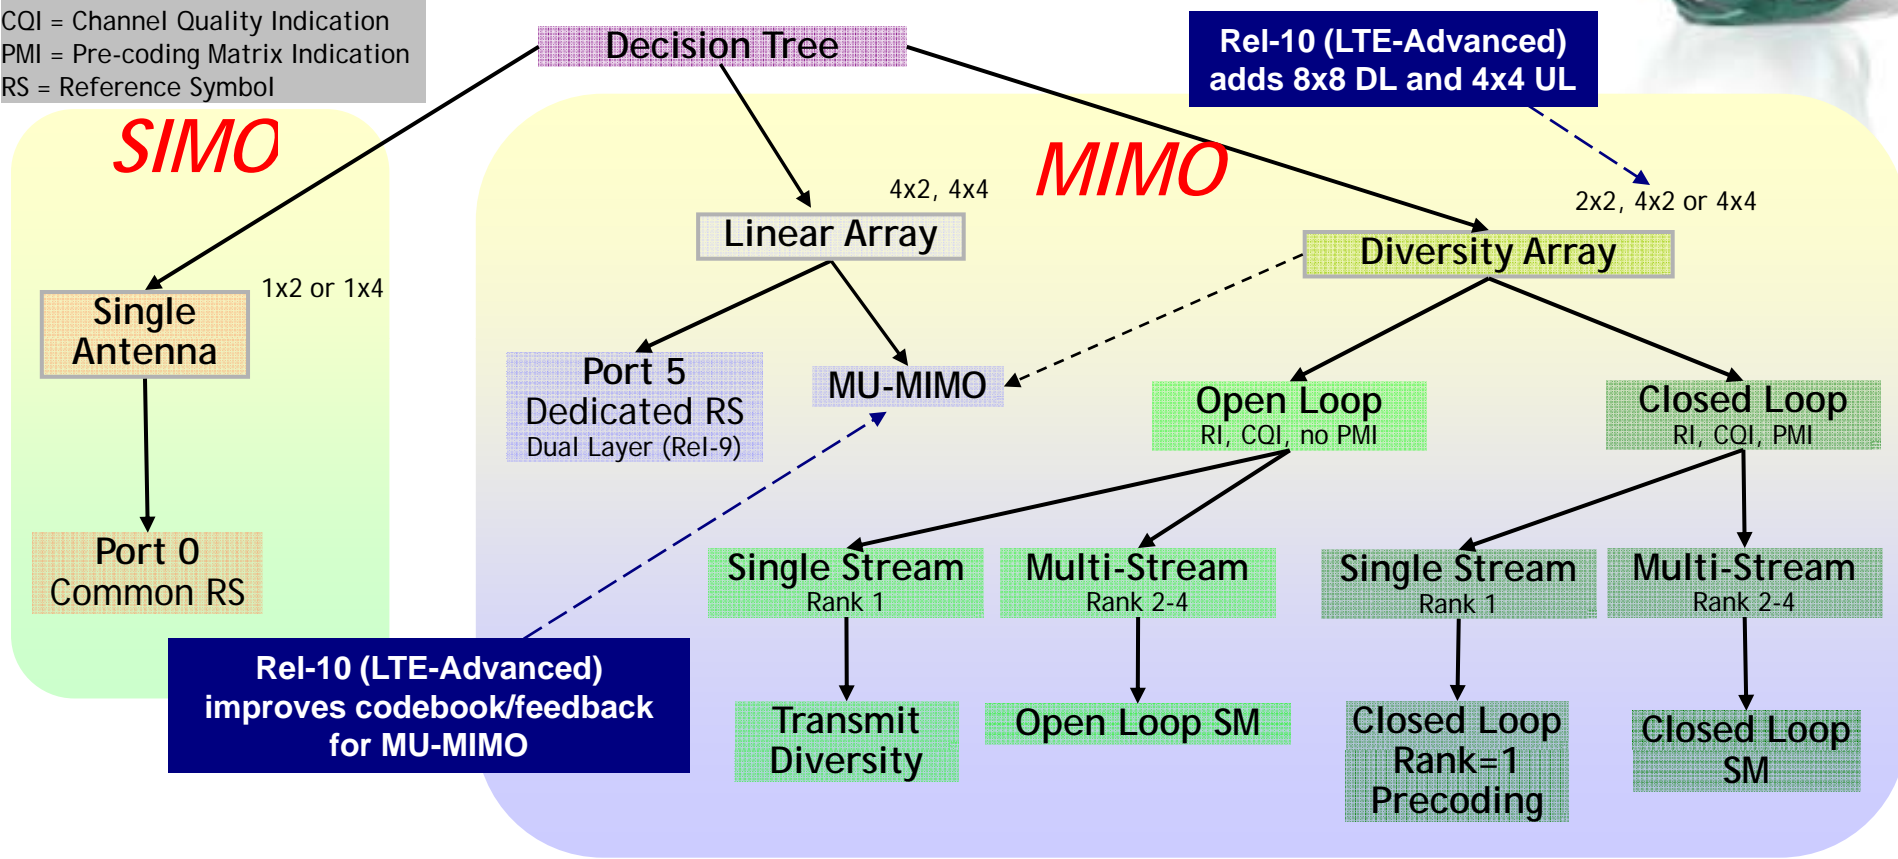 CQI = Channel Quality Indication
PMI = Pre-coding Matrix Indication
RS = Reference Symbol
Decision Tree
Rel-10 (LTE-Advanced)
adds 8x8 DL and 4x4 UL
SIMO
MIMO
4x2, 4x4
2x2, 4x2 or 4x4
Linear Array
Diversity Array
1x2 or 1x4
Single
Antenna
Port 5
Dedicated RS
Dual Layer (Rel-9)
MU-MIMO
Open Loop
RI, CQI, no PMI
Closed Loop
RI, CQI, PMI
Port 0
Common RS
Single Stream
Rank 1
Multi-Stream
Rank 2-4
Single Stream
Rank 1
Multi-Stream
Rank 2-4
Rel-10 (LTE-Advanced)
improves codebook/feedback
for MU-MIMO
Transmit
Diversity
Open Loop SM
Closed Loop
Rank=1
Precoding
Closed Loop
SM